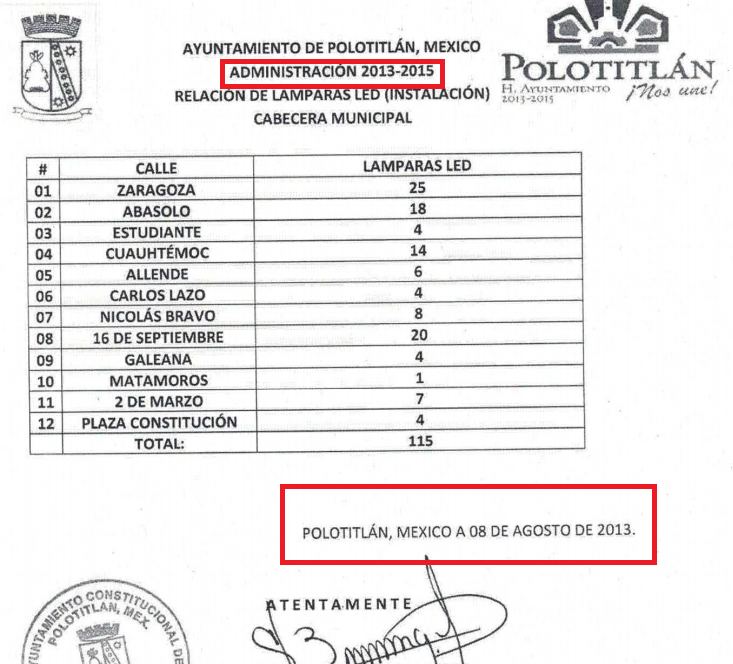 AYUNTAMIENTO DE POLOTITLÁN, MEXICO
ADMINISTRACIÓN 2013-2015
RELACIÓN DE LAMPARAS LED (INSTALACIÓN)
CABECERA MUNICIPAL
POLOTITLÁN
H. AYUNTAMIENTO
2013-2015
¡Nos une!
# CALLE LAMPARAS LED
01 ZARAGOZA 25
02 ABASOLO 18
03 ESTUDIANTE 4
04 CUAUHTÉMOC 14
05 ALLENDE 6
06 CARLOS LAZO 4
07 NICOLÁS BRAVO 8
08 16 DE SEPTIEMBRE 20
09 GALEANA 4
10 MATAMOROS 1
11 2 DE MARZO 7
12 PLAZA CONSTITUCIÓN 4
TOTAL: 115
POLOTITLÁN, MEXICO A 08 DE AGOSTO DE 2013.
ATENTAMENTE
UNTAMIENTO CONSTITUCIONAL DE
POLOTITLAN, MEX.